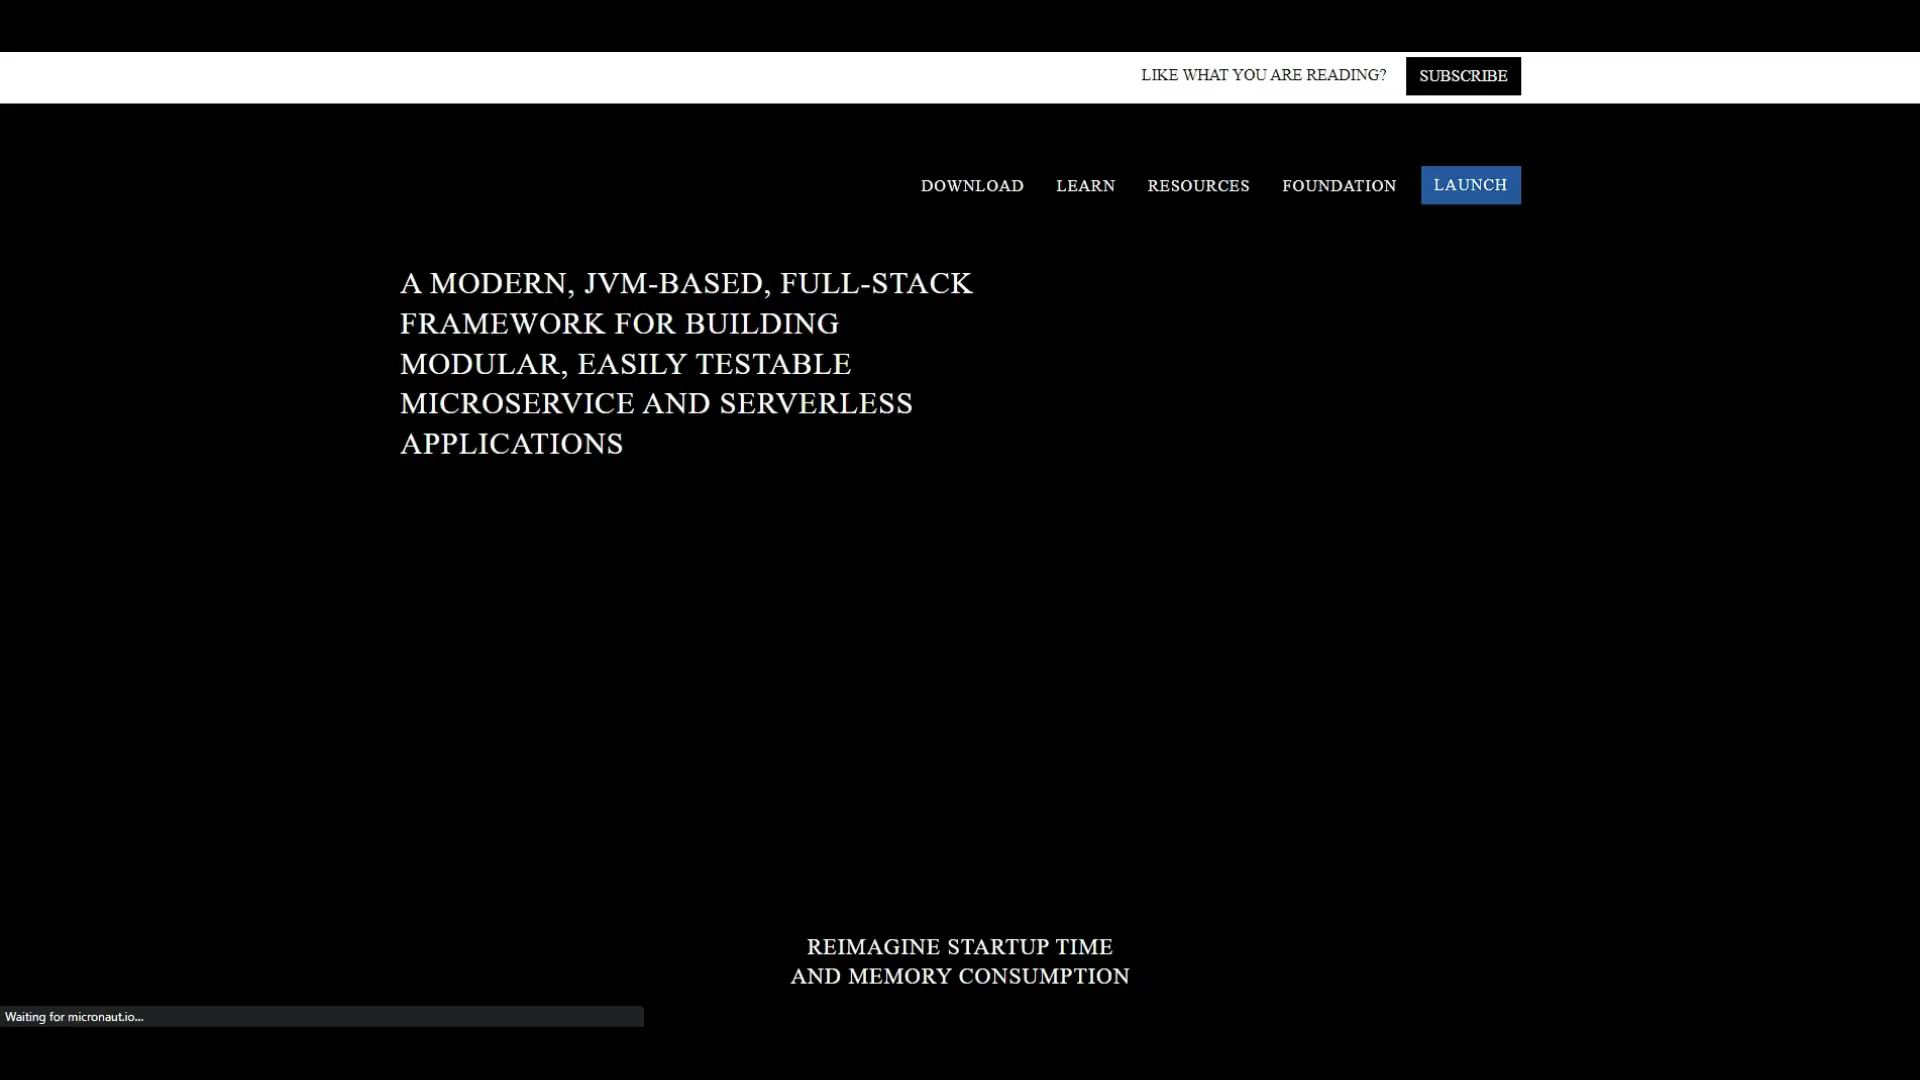 LIKE WHAT YOU ARE READING? SUBSCRIBE
DOWNLOAD LEARN RESOURCES FOUNDATION LAUNCH
A MODERN, JVM-BASED, FULL-STACK
FRAMEWORK FOR BUILDING
MODULAR, EASILY TESTABLE
MICROSERVICE AND SERVERLESS
APPLICATIONS
REIMAGINE STARTUP TIME
AND MEMORY CONSUMPTION
Waiting for micronaut.io...